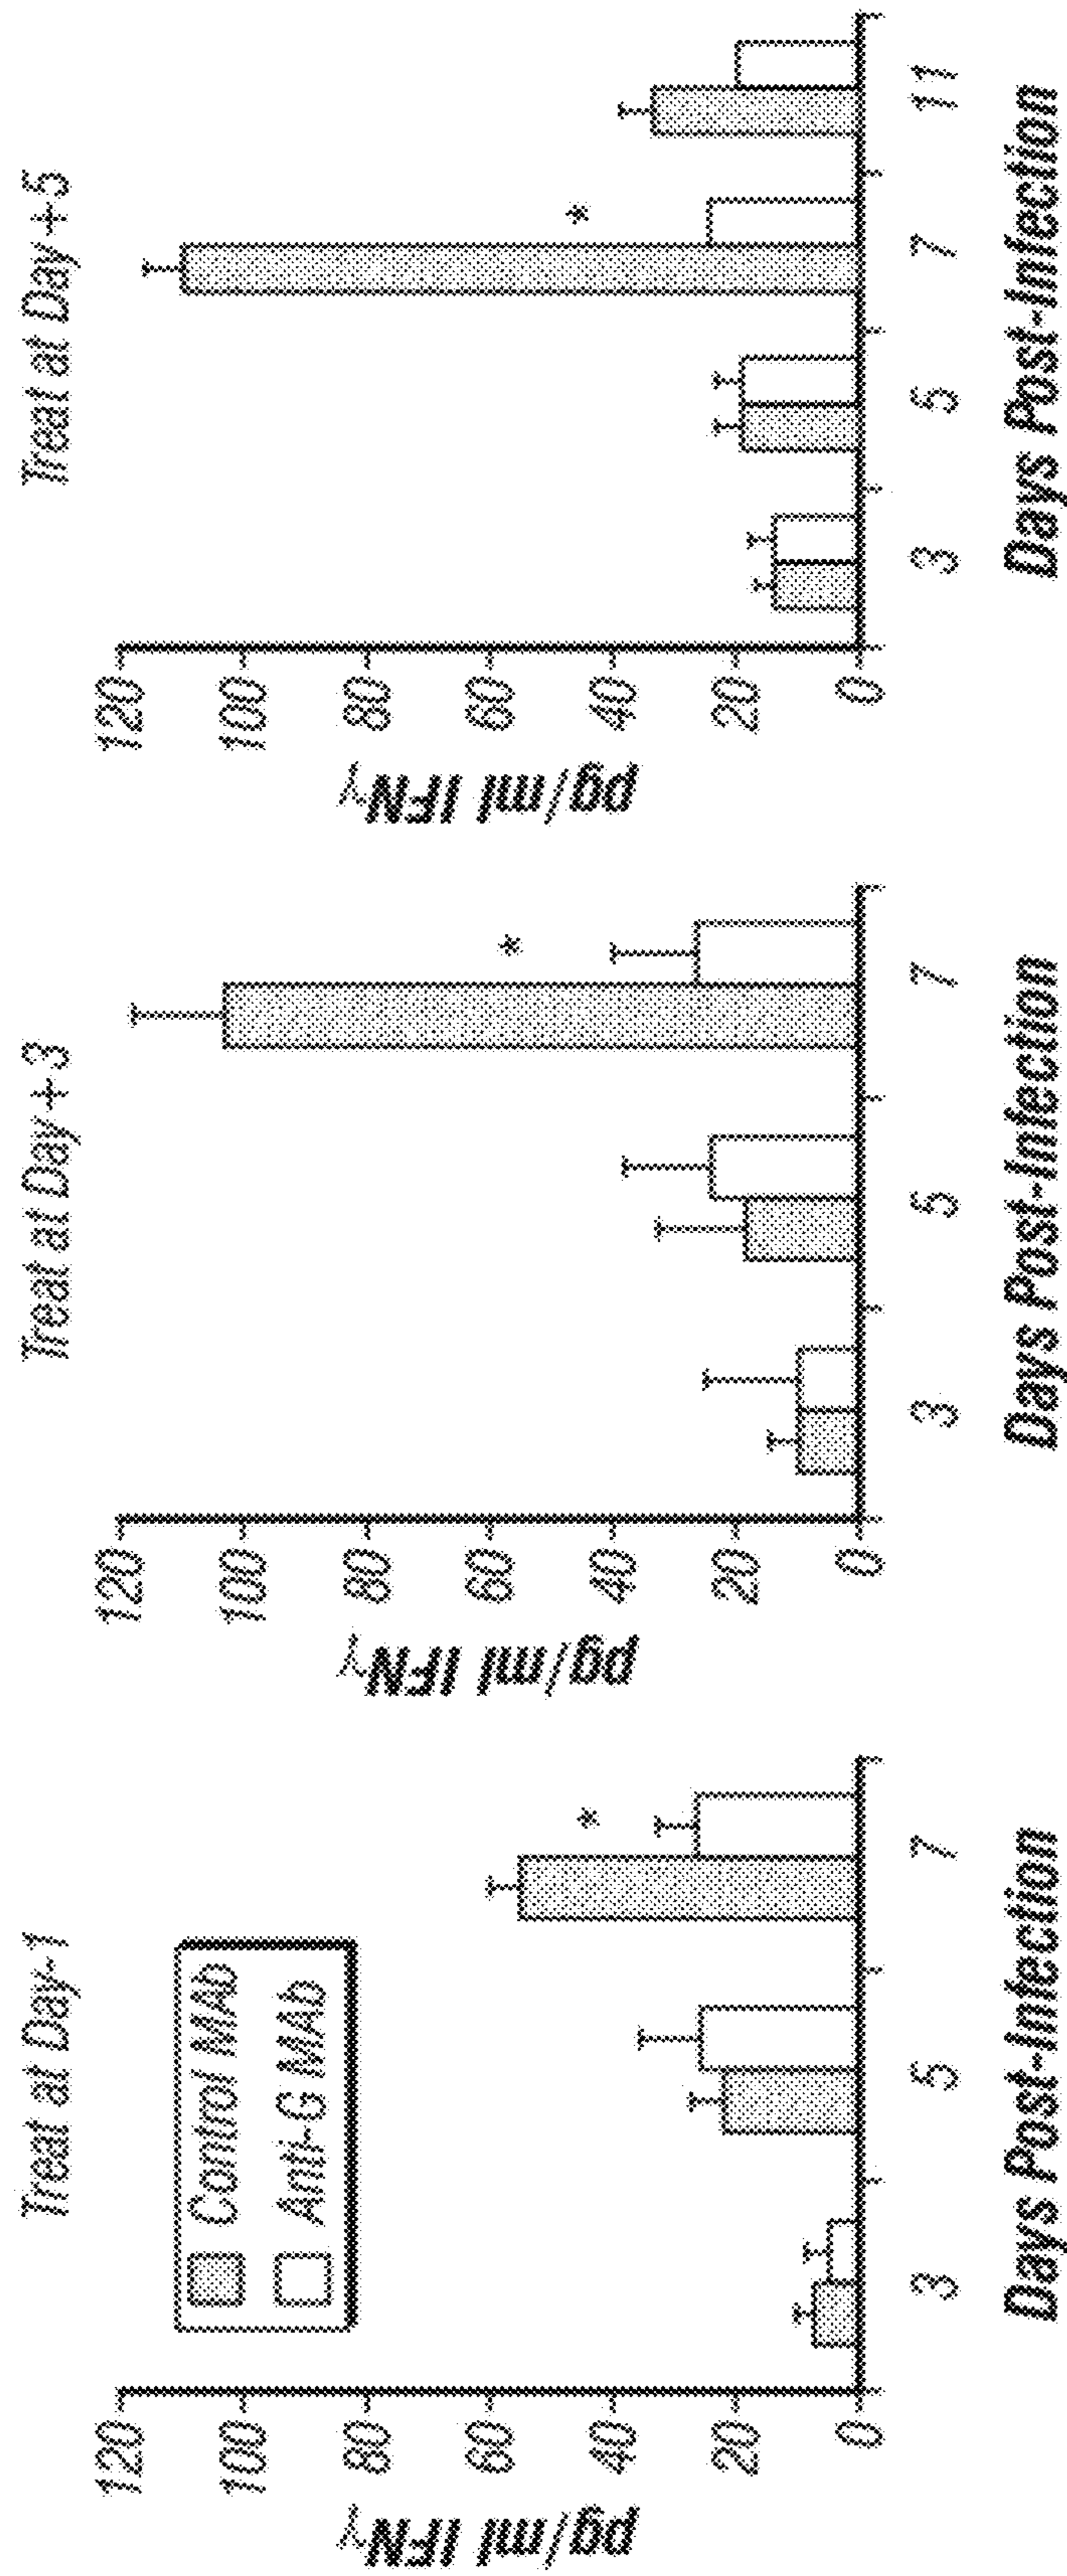 Treat at Day-1
Control MAb
Anti-G MAb
pg/ml IFNγ
120
100
80
60
40
20
0
*
3 5 7
Days Post-Infection
Treat at Day +3
pg/ml IFNγ
120
100
80
60
40
20
0
*
3 5 7
Days Post-Infection
Treat at Day +5
pg/ml IFNγ
120
100
80
60
40
20
0
*
3 5 7 11
Days Post-Infection